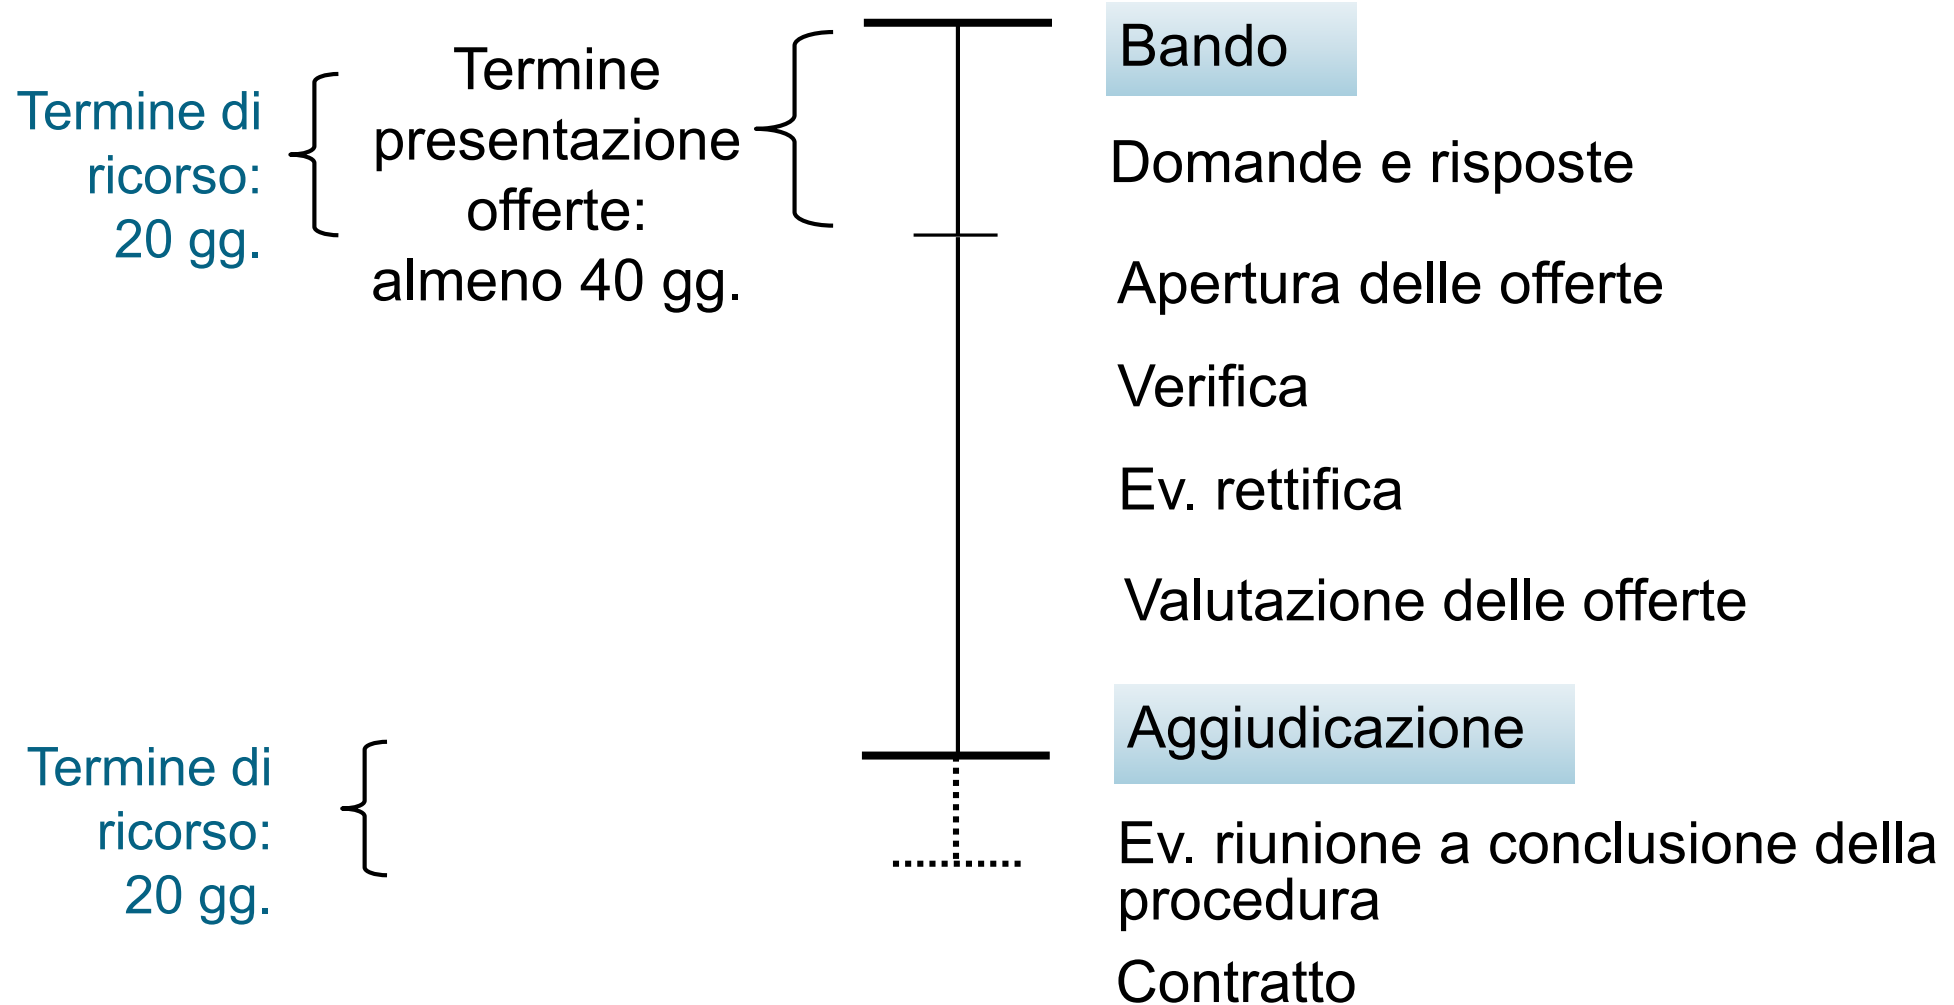 Termine di
ricorso:
20 gg.
Termine
presentazione
offerte:
almeno 40 gg.
Bando
Domande e risposte
Apertura delle offerte
Verifica
Ev. rettifica
Valutazione delle offerte
Termine di
ricorso:
20 gg.
Aggiudicazione
Ev. riunione a conclusione della
procedura
Contratto